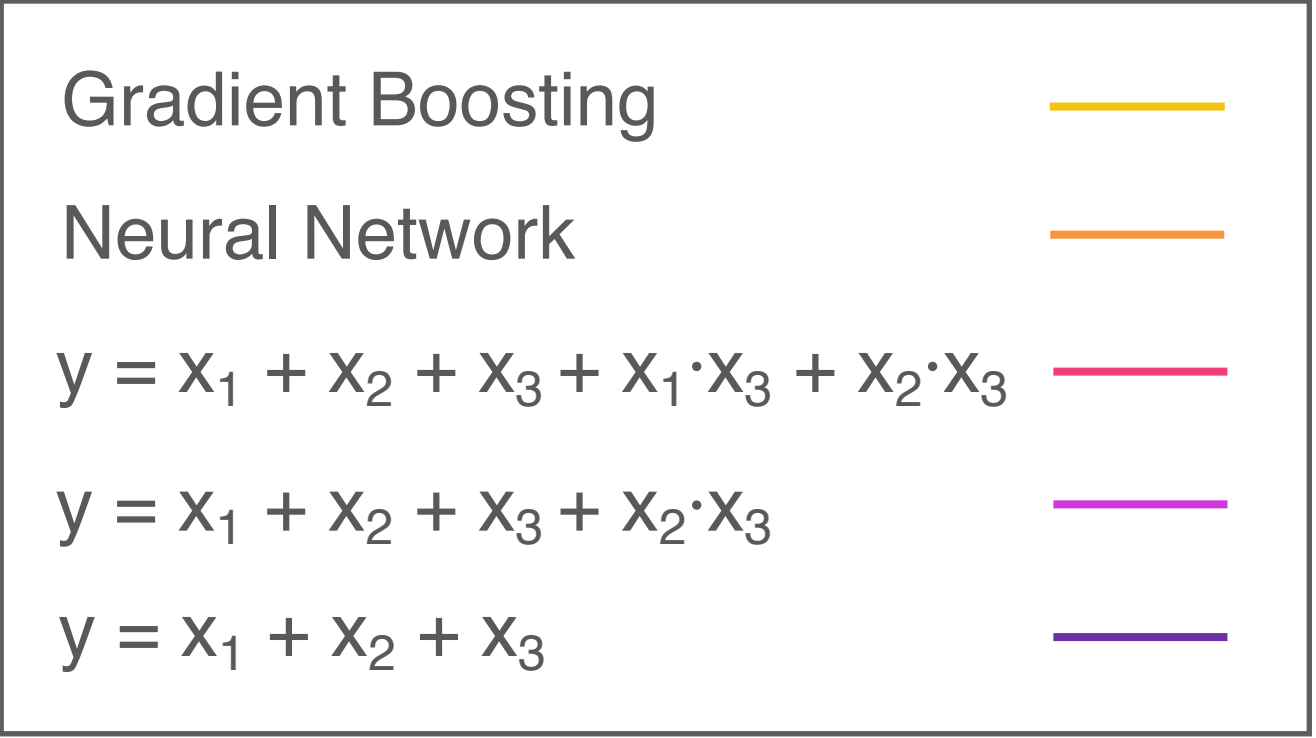 Gradient Boosting
Neural Network
y = x₁ + x₂ + x₃ + x₁·x₃ + x₂·x₃
y = x₁ + x₂ + x₃ + x₂·x₃
y = x₁ + x₂ + x₃